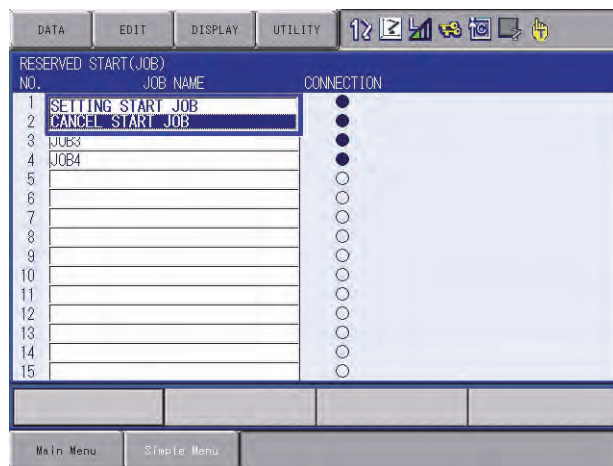 DATA EDIT DISPLAY UTILITY
RESERVED START(JOB)
NO. JOB NAME CONNECTION
1 SETTING START JOB
2 CANCEL START JOB
3 JOB3
4 JOB4
5
6
7
8
9
10
11
12
13
14
15
Main Menu Simple Menu